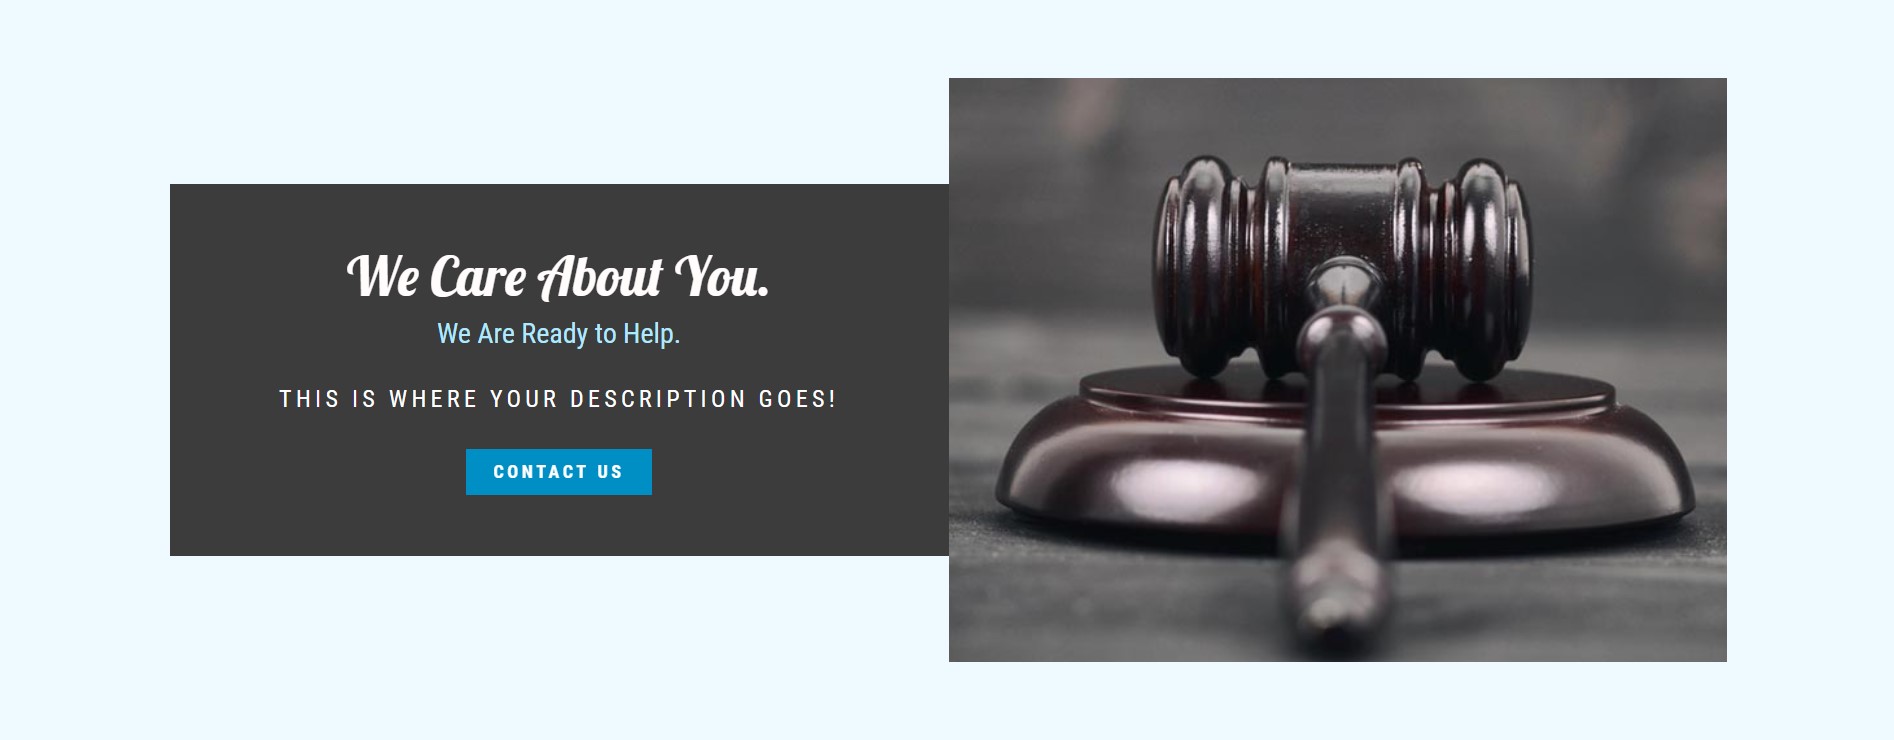 We Care About You.
We Are Ready to Help.
THIS IS WHERE YOUR DESCRIPTION GOES!
CONTACT US